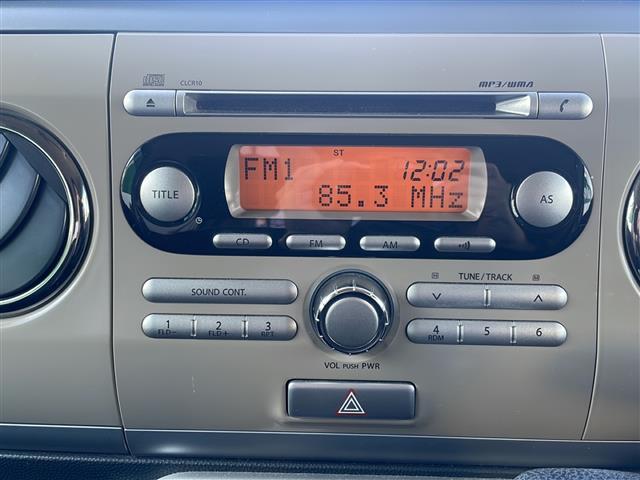 CLCR10
MP3/WMA
TITLE
ST
FM1 12:02
85.3 MHz
AS
CD FM AM
TUNE/TRACK
SOUND CONT.
1 2 3
FLD− FLD+ RPT
4 5 6
RDM
VOL PUSH PWR